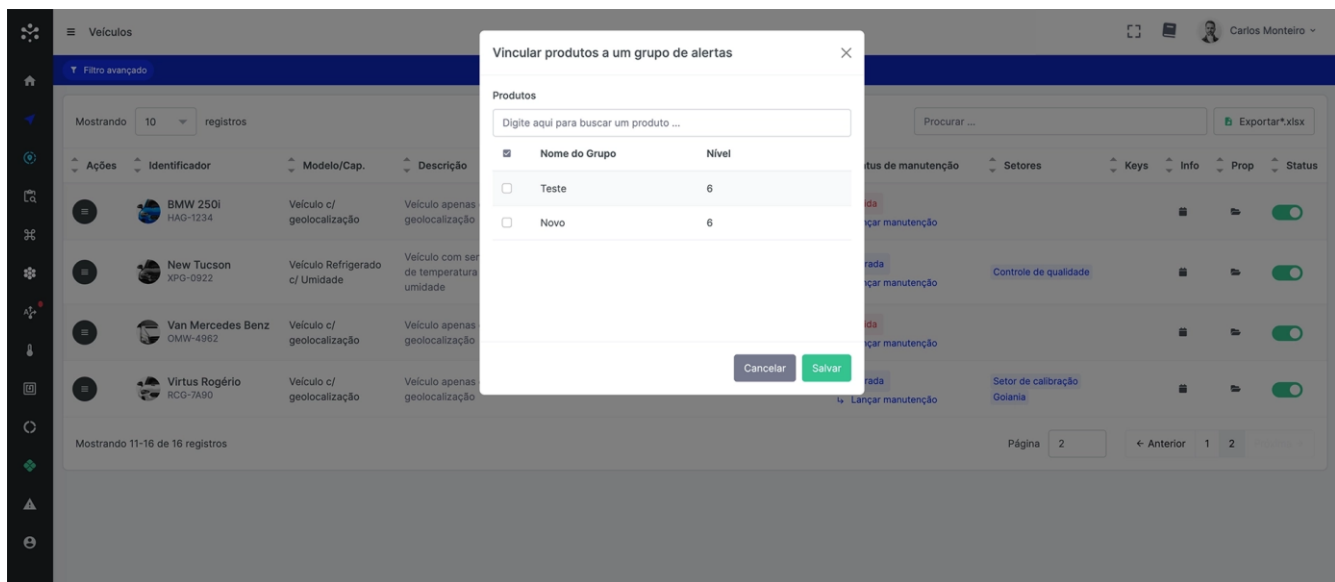 Veículos
Carlos Monteiro
Filtro avançado
Vincular produtos a um grupo de alertas
Produtos
Digite aqui para buscar um produto ...
Nome do Grupo Nível
Teste 6
Novo 6
Cancelar Salvar
Mostrando 10 registros
Procurar ...
Exportar*.xlsx
Ações Identificador Modelo/Cap. Descrição tus de manutenção Setores Keys Info Prop Status
BMW 250i
HAG-1234
Veículo c/
geolocalização
Veículo apenas
geolocalização
ida
nçar manutenção
New Tucson
XPG-0922
Veículo Refrigerado
c/ Umidade
Veículo com ser
de temperatura
umidade
rada
nçar manutenção
Controle de qualidade
Van Mercedes Benz
OMW-4962
Veículo c/
geolocalização
Veículo apenas
geolocalização
ida
nçar manutenção
Virtus Rogério
RCG-7A90
Veículo c/
geolocalização
Veículo apenas
geolocalização
rada
Lançar manutenção
Setor de calibração
Goiania
Mostrando 11-16 de 16 registros
Página 2
← Anterior 1 2